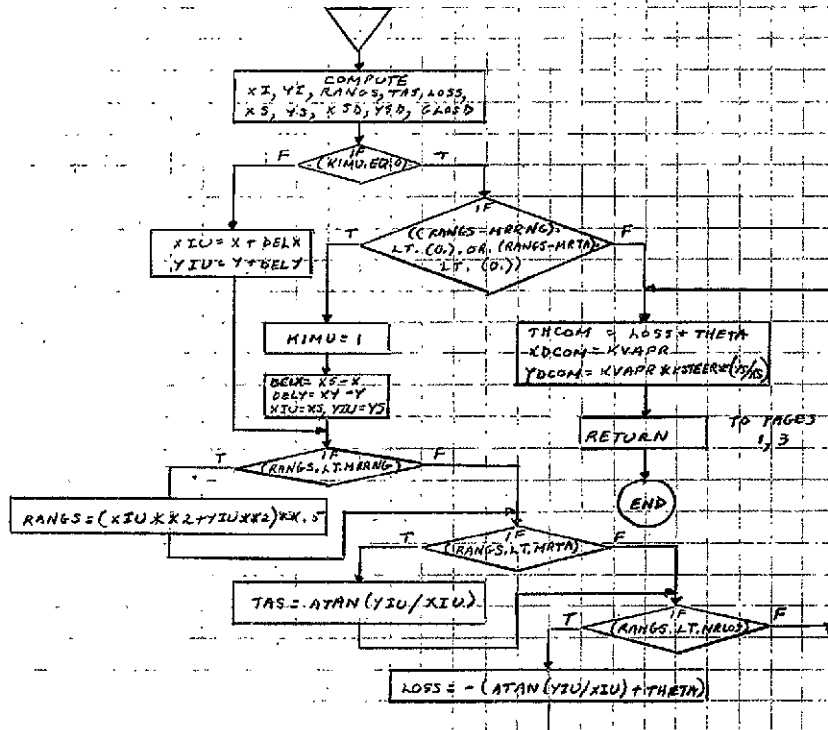 COMPUTE
XI, YI, RANGS, TAS, LOSS,
XS, YS, XSD, YSD, GLOSD
IF
(KIMU.EQ.0)
F
T
IF
((RANGS-MRRNG).
LT. (0.). OR. (RANGS-MRTA).
LT. (0.))
T
F
XIU = X + DELX
YIU = Y + DELY
KIMU = 1
DELX = XS - X
DELY = XY - Y
XIU = XS, YIU = YS
THCOM = LOSS + THETA
XDCOM = KVAPR
YDCOM = KVAPR * KSTEER * (YS/XS)
RETURN
TO PAGES
1, 3
END
IF
(RANGS.LT.MRRNG)
T
F
RANGS = (XIU**2+YIU**2)**.5
IF
(RANGS.LT.MRTA)
T
F
TAS = ATAN(YIU/XIU)
IF
(RANGS.LT.NRLOS)
T
F
LOSS = -(ATAN(YIU/XIU)+THETA)